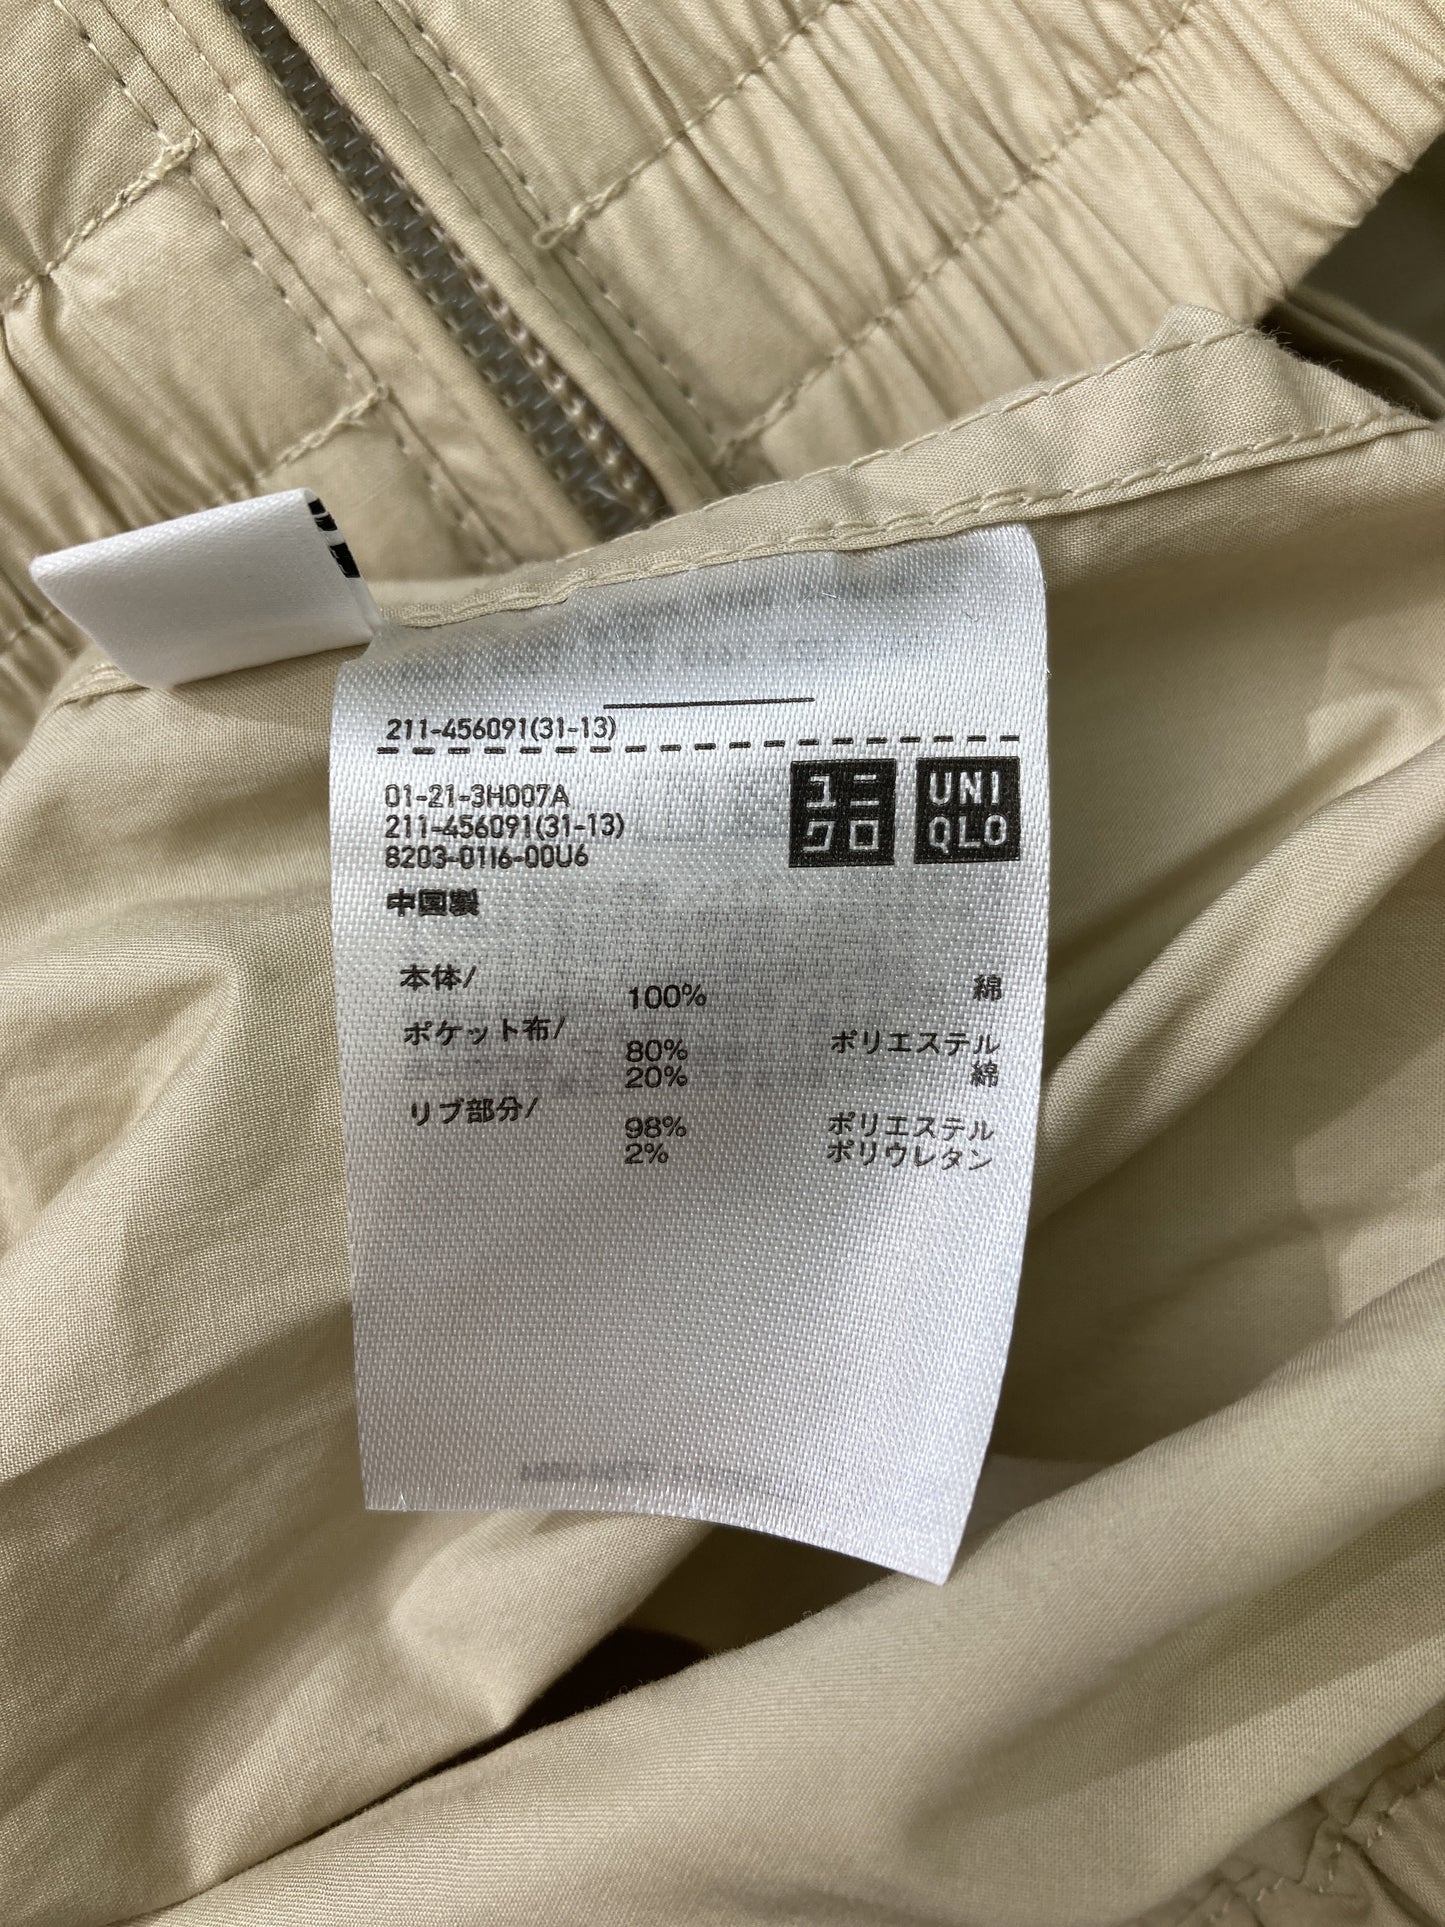 211-456091(31-13)
01-21-3H007A
211-456091(31-13)
8203-0116-00U6
中国製
ユニ
クロ
UNI
QLO
本体/
100% 綿
ポケット布/
80% ポリエステル
20% 綿
リブ部分/
98% ポリエステル
2% ポリウレタン